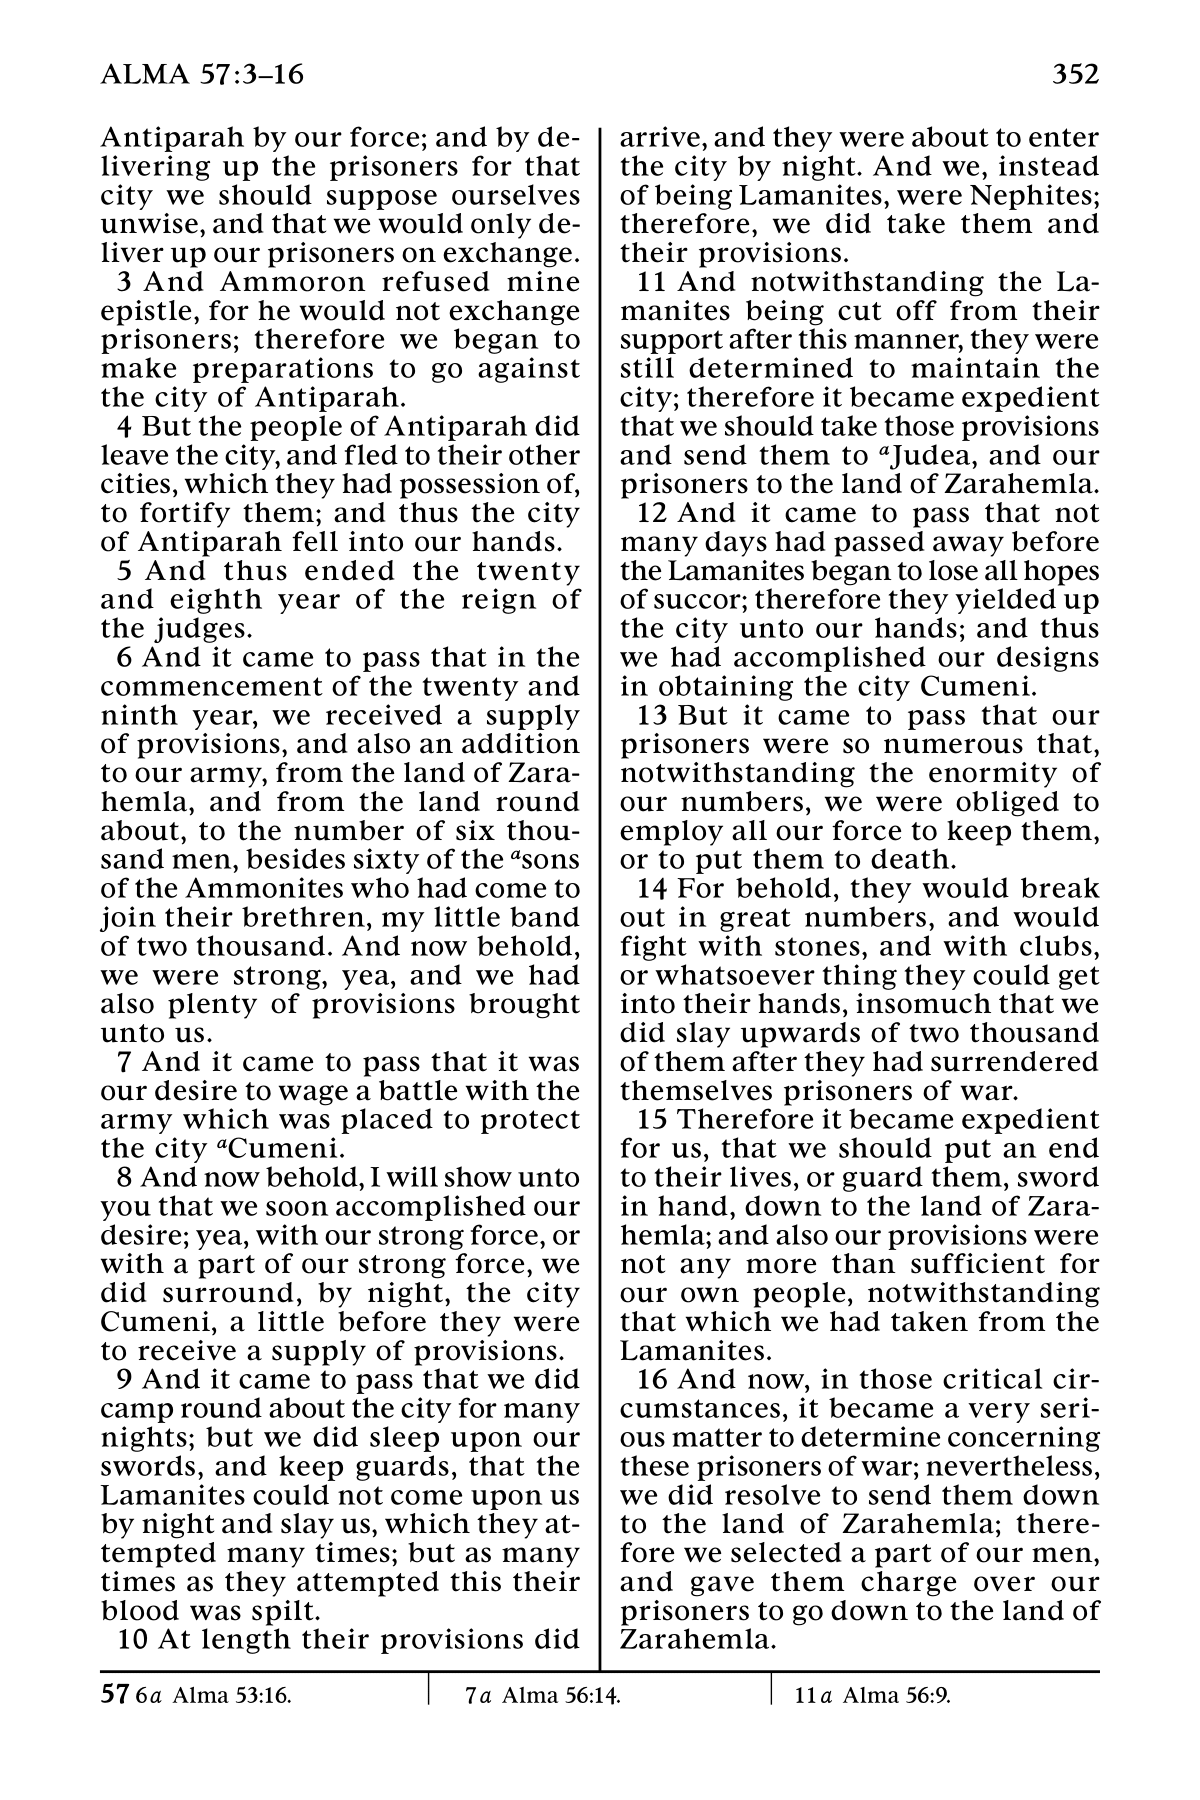 ALMA 57:3–16
352
Antiparah by our force; and by de-
livering up the prisoners for that
city we should suppose ourselves
unwise, and that we would only de-
liver up our prisoners on exchange.
3 And Ammoron refused mine
epistle, for he would not exchange
prisoners; therefore we began to
make preparations to go against
the city of Antiparah.
4 But the people of Antiparah did
leave the city, and fled to their other
cities, which they had possession of,
to fortify them; and thus the city
of Antiparah fell into our hands.
5 And thus ended the twenty
and eighth year of the reign of
the judges.
6 And it came to pass that in the
commencement of the twenty and
ninth year, we received a supply
of provisions, and also an addition
to our army, from the land of Zara-
hemla, and from the land round
about, to the number of six thou-
sand men, besides sixty of the asons
of the Ammonites who had come to
join their brethren, my little band
of two thousand. And now behold,
we were strong, yea, and we had
also plenty of provisions brought
unto us.
7 And it came to pass that it was
our desire to wage a battle with the
army which was placed to protect
the city aCumeni.
8 And now behold, I will show unto
you that we soon accomplished our
desire; yea, with our strong force, or
with a part of our strong force, we
did surround, by night, the city
Cumeni, a little before they were
to receive a supply of provisions.
9 And it came to pass that we did
camp round about the city for many
nights; but we did sleep upon our
swords, and keep guards, that the
Lamanites could not come upon us
by night and slay us, which they at-
tempted many times; but as many
times as they attempted this their
blood was spilt.
10 At length their provisions did
arrive, and they were about to enter
the city by night. And we, instead
of being Lamanites, were Nephites;
therefore, we did take them and
their provisions.
11 And notwithstanding the La-
manites being cut off from their
support after this manner, they were
still determined to maintain the
city; therefore it became expedient
that we should take those provisions
and send them to aJudea, and our
prisoners to the land of Zarahemla.
12 And it came to pass that not
many days had passed away before
the Lamanites began to lose all hopes
of succor; therefore they yielded up
the city unto our hands; and thus
we had accomplished our designs
in obtaining the city Cumeni.
13 But it came to pass that our
prisoners were so numerous that,
notwithstanding the enormity of
our numbers, we were obliged to
employ all our force to keep them,
or to put them to death.
14 For behold, they would break
out in great numbers, and would
fight with stones, and with clubs,
or whatsoever thing they could get
into their hands, insomuch that we
did slay upwards of two thousand
of them after they had surrendered
themselves prisoners of war.
15 Therefore it became expedient
for us, that we should put an end
to their lives, or guard them, sword
in hand, down to the land of Zara-
hemla; and also our provisions were
not any more than sufficient for
our own people, notwithstanding
that which we had taken from the
Lamanites.
16 And now, in those critical cir-
cumstances, it became a very seri-
ous matter to determine concerning
these prisoners of war; nevertheless,
we did resolve to send them down
to the land of Zarahemla; there-
fore we selected a part of our men,
and gave them charge over our
prisoners to go down to the land of
Zarahemla.
57 6a Alma 53:16.
7a Alma 56:14.
11a Alma 56:9.